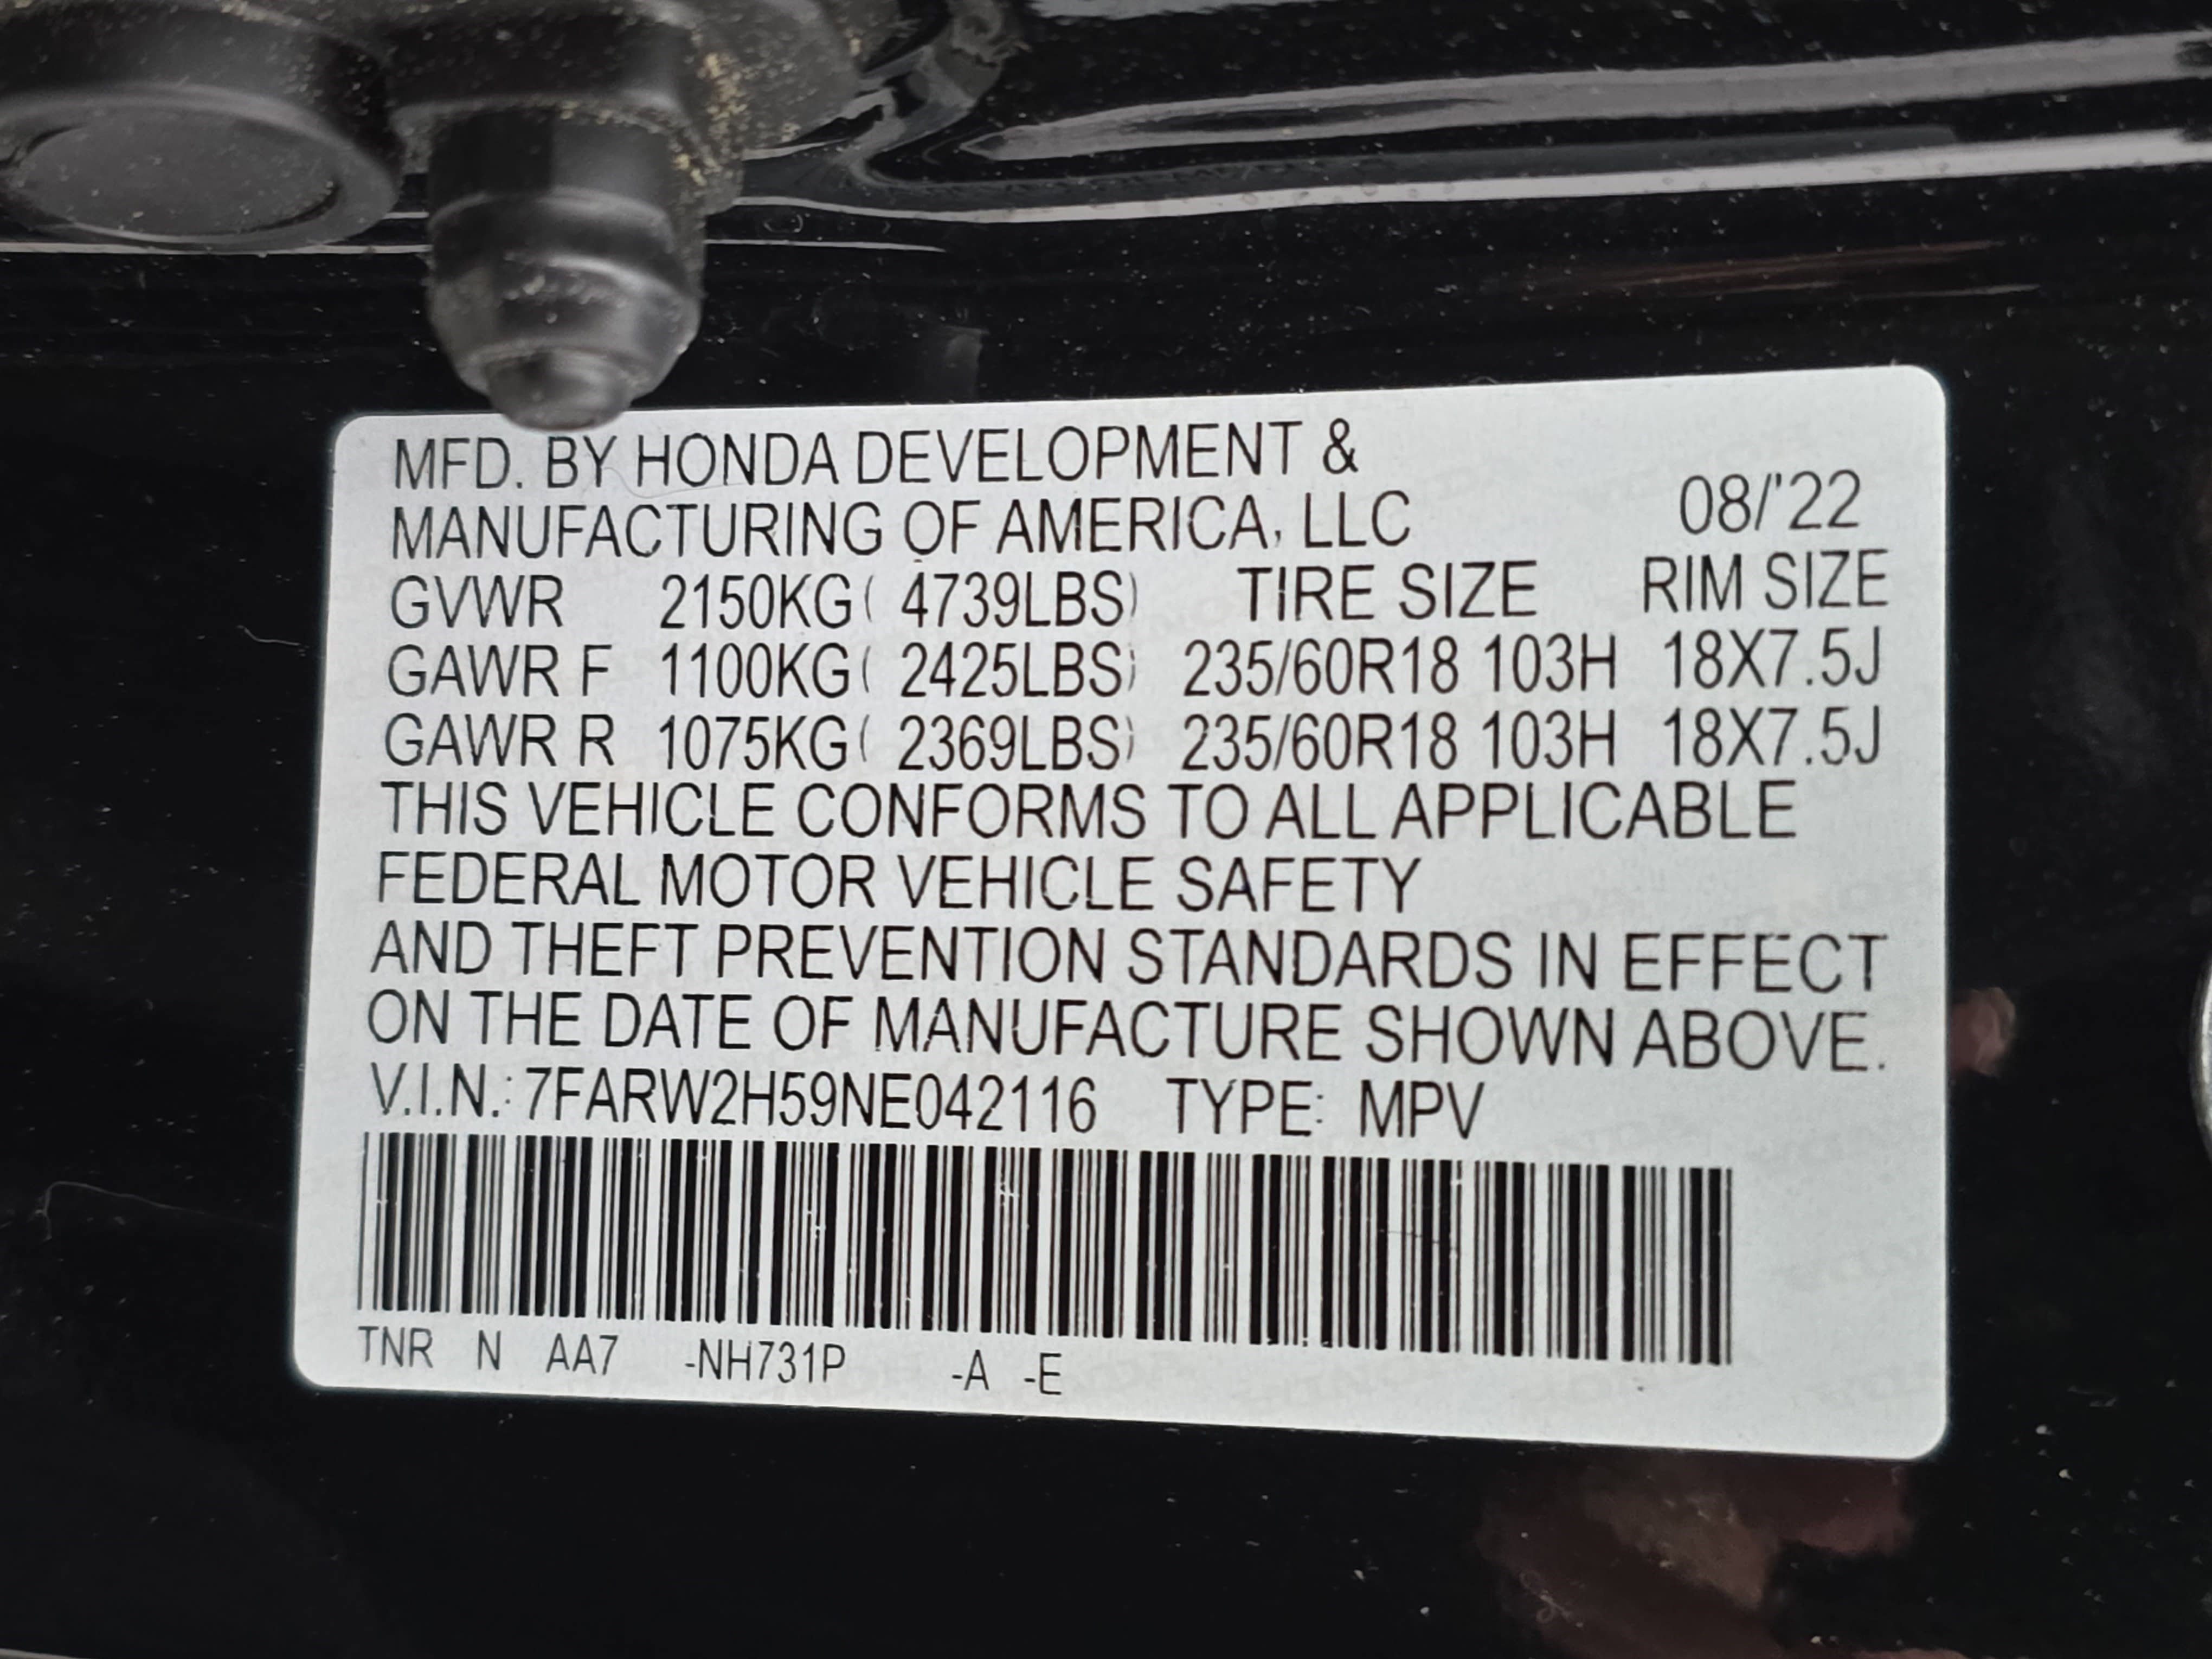 MFD. BY HONDA DEVELOPMENT &
MANUFACTURING OF AMERICA, LLC 08/'22
GVWR 2150KG( 4739LBS) TIRE SIZE RIM SIZE
GAWR F 1100KG( 2425LBS) 235/60R18 103H 18X7.5J
GAWR R 1075KG( 2369LBS) 235/60R18 103H 18X7.5J
THIS VEHICLE CONFORMS TO ALL APPLICABLE
FEDERAL MOTOR VEHICLE SAFETY
AND THEFT PREVENTION STANDARDS IN EFFECT
ON THE DATE OF MANUFACTURE SHOWN ABOVE.
V.I.N.: 7FARW2H59NE042116 TYPE: MPV
TNR N AA7 -NH731P -A -E